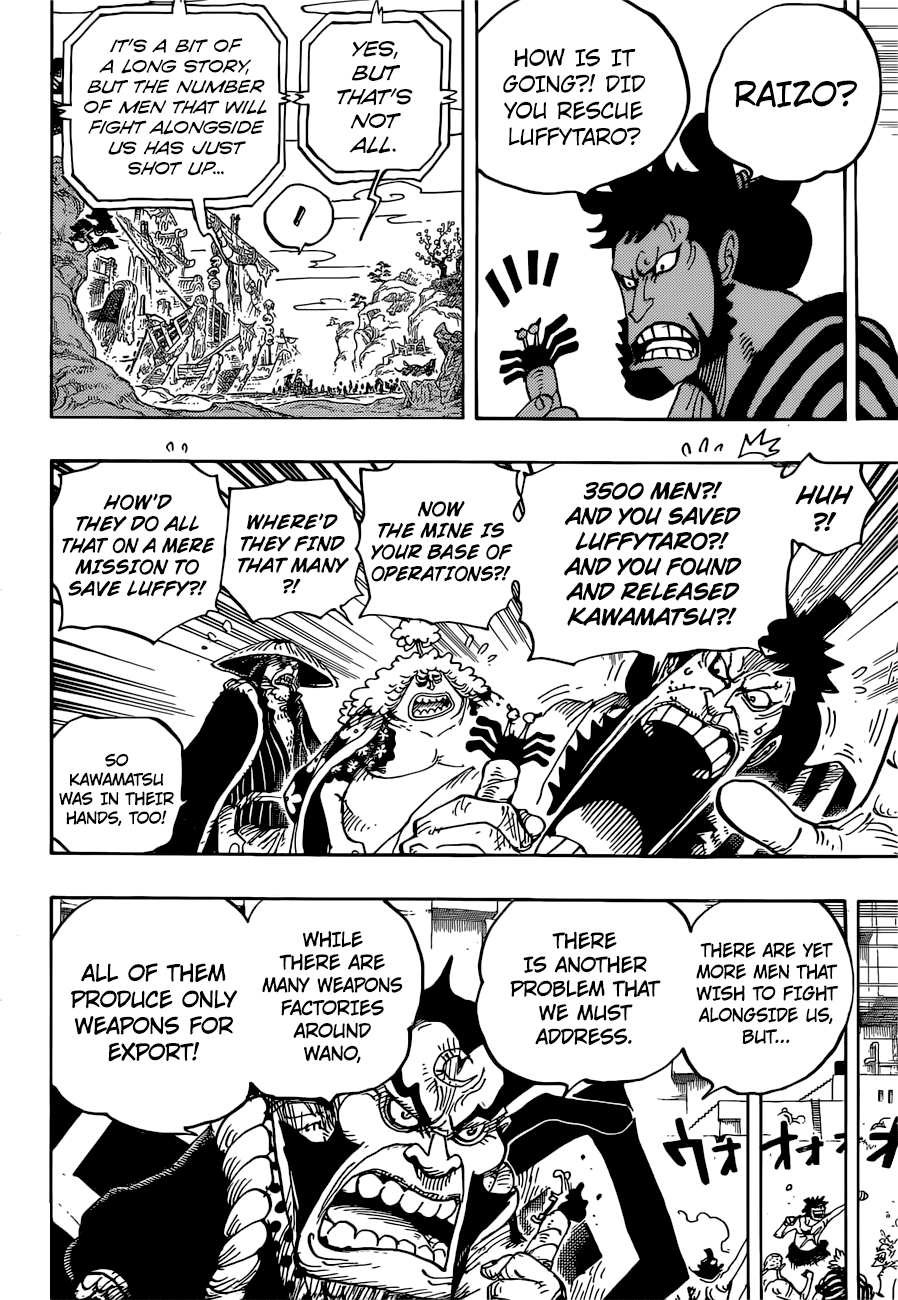 RAIZO?
HOW IS IT
GOING?! DID
YOU RESCUE
LUFFYTARO?
YES,
BUT
THAT'S
NOT
ALL.
IT'S A BIT OF
A LONG STORY,
BUT THE NUMBER
OF MEN THAT WILL
FIGHT ALONGSIDE
US HAS JUST
SHOT UP...
!
HUH
?!
3500 MEN?!
AND YOU SAVED
LUFFYTARO?!
AND YOU FOUND
AND RELEASED
KAWAMATSU?!
NOW
THE MINE IS
YOUR BASE OF
OPERATIONS?!
WHERE'D
THEY FIND
THAT MANY
?!
HOW'D
THEY DO ALL
THAT ON A MERE
MISSION TO
SAVE LUFFY?!
SO
KAWAMATSU
WAS IN THEIR
HANDS, TOO!
THERE ARE YET
MORE MEN THAT
WISH TO FIGHT
ALONGSIDE US,
BUT...
THERE
IS ANOTHER
PROBLEM THAT
WE MUST
ADDRESS.
WHILE
THERE ARE
MANY WEAPONS
FACTORIES
AROUND
WANO,
ALL OF THEM
PRODUCE ONLY
WEAPONS FOR
EXPORT!
ウオオオ